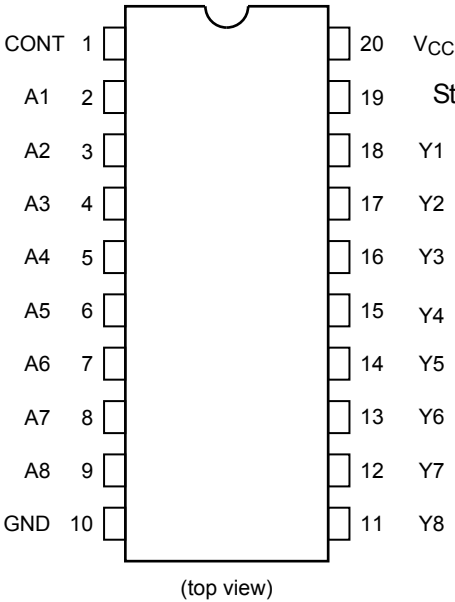 CONT 1 20 VCC
A1 2 19 St
A2 3 18 Y1
A3 4 17 Y2
A4 5 16 Y3
A5 6 15 Y4
A6 7 14 Y5
A7 8 13 Y6
A8 9 12 Y7
GND 10 11 Y8
(top view)